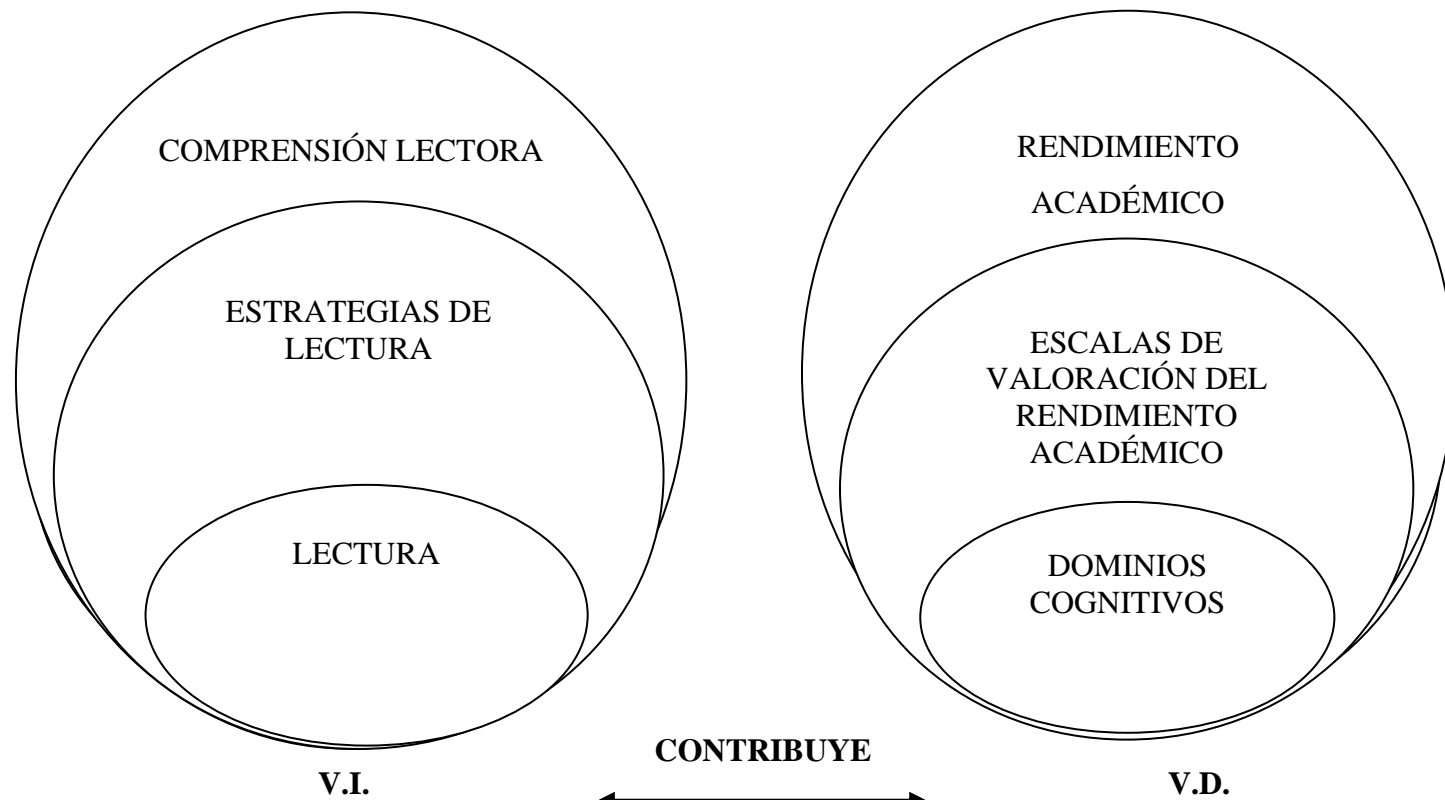 COMPRENSIÓN LECTORA
ESTRATEGIAS DE
LECTURA
LECTURA
RENDIMIENTO
ACADÉMICO
ESCALAS DE
VALORACIÓN DEL
RENDIMIENTO
ACADÉMICO
DOMINIOS
COGNITIVOS
CONTRIBUYE
V.I.
V.D.